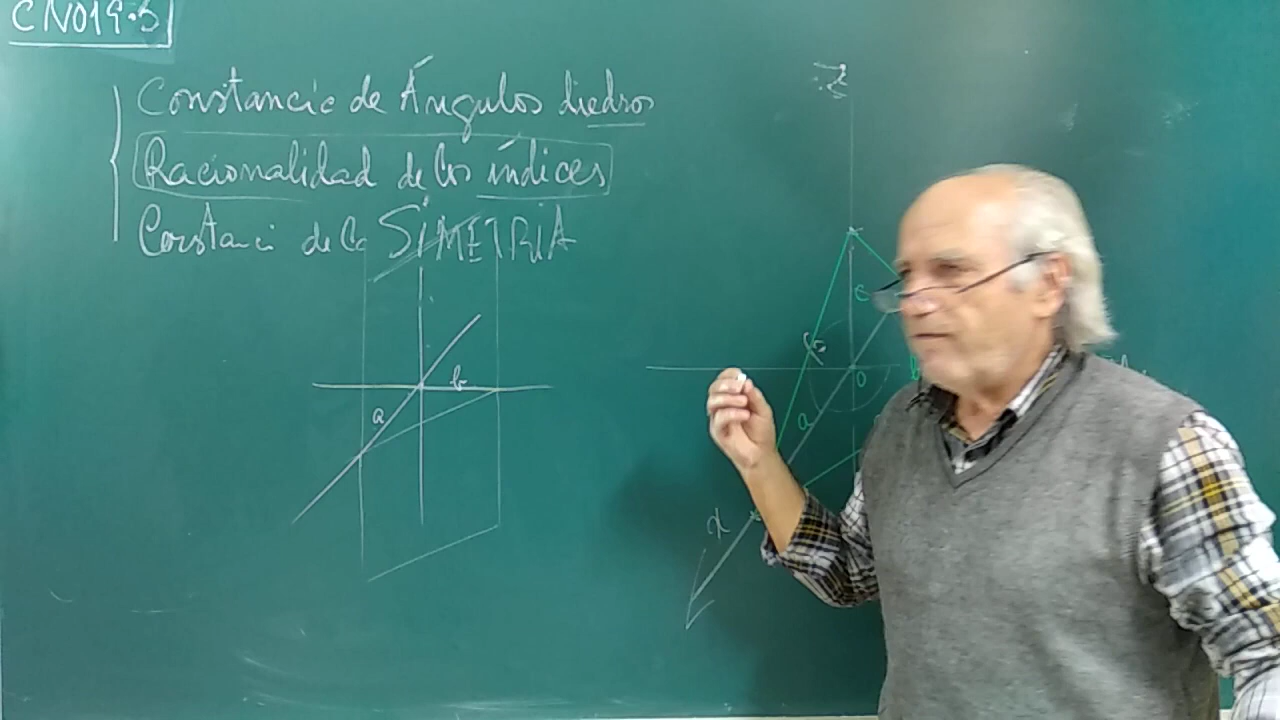 CN019.5
Constancia de Ángulos diedros
Racionalidad de los índices
Constanci de la SIMETRIA
Z
c
b
a
o
a
x